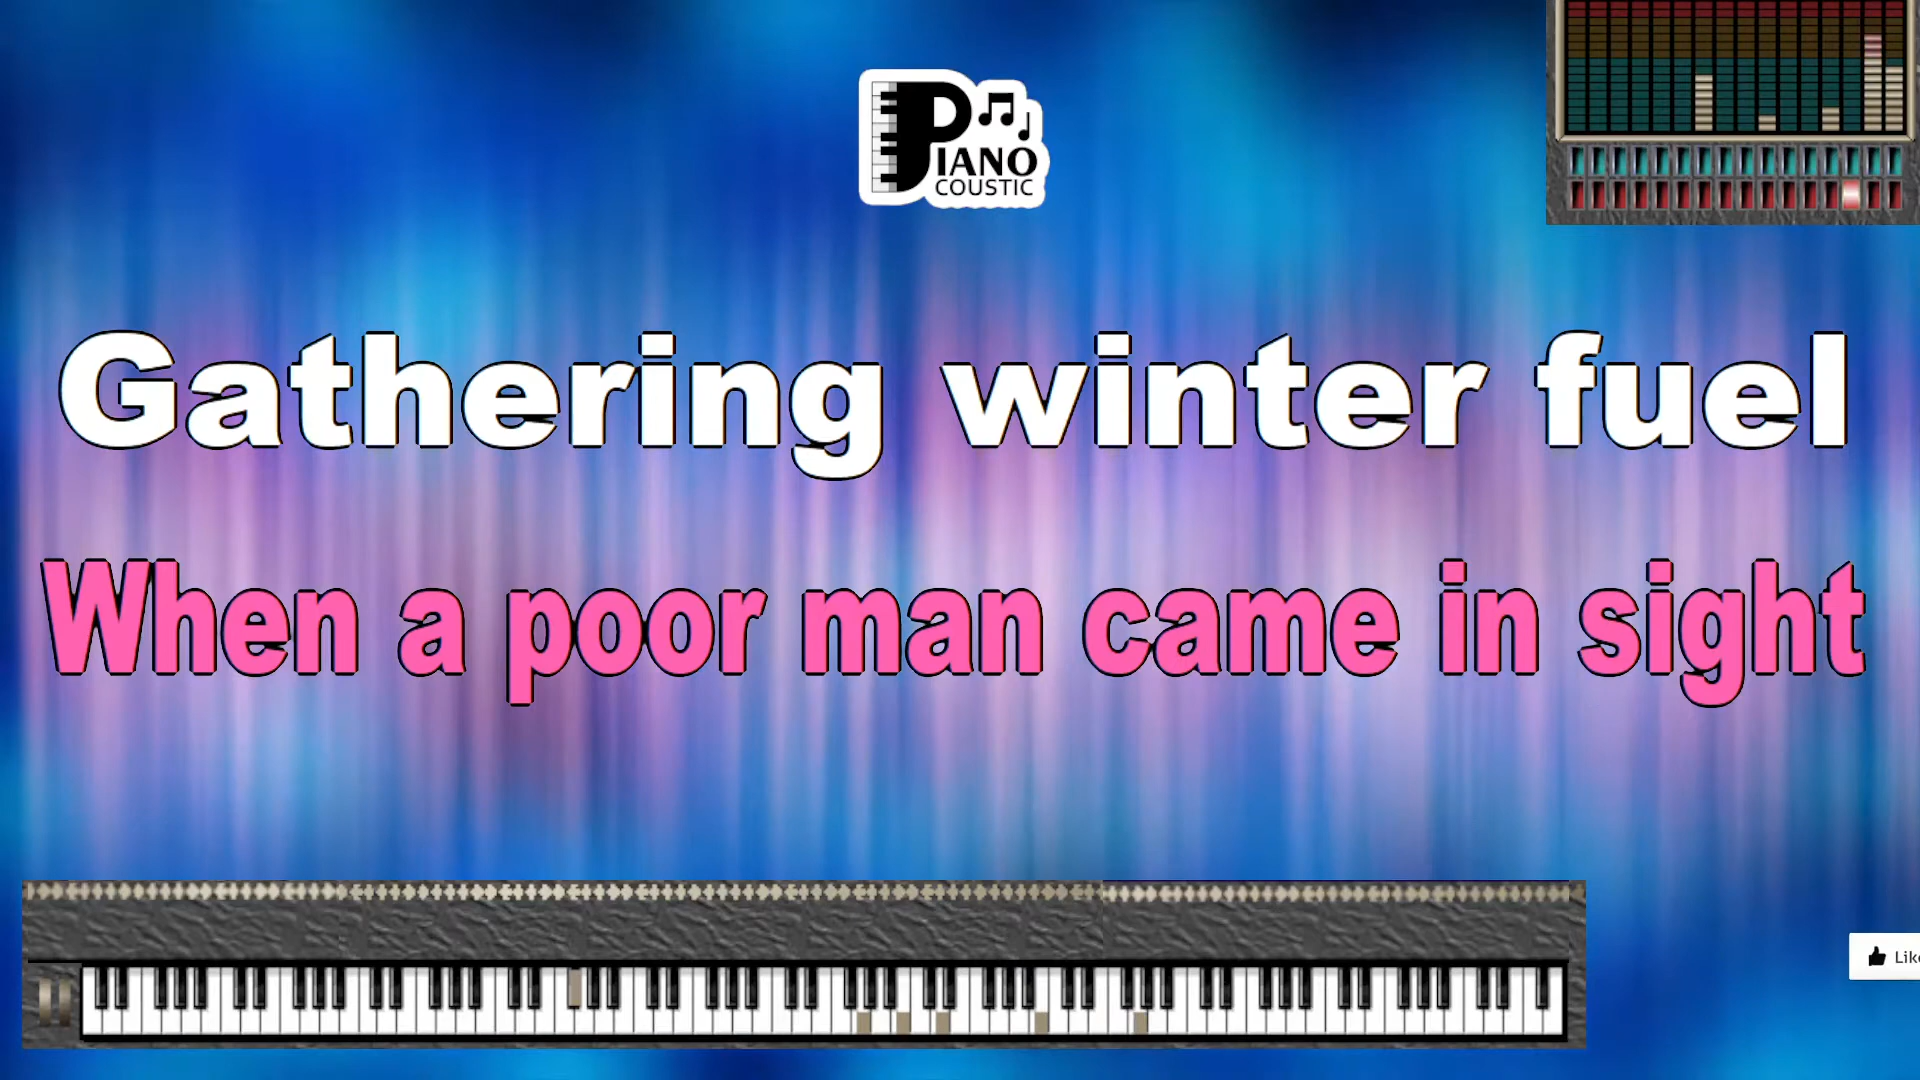 PIANO
COUSTIC
Gathering winter fuel
When a poor man came in sight
Like